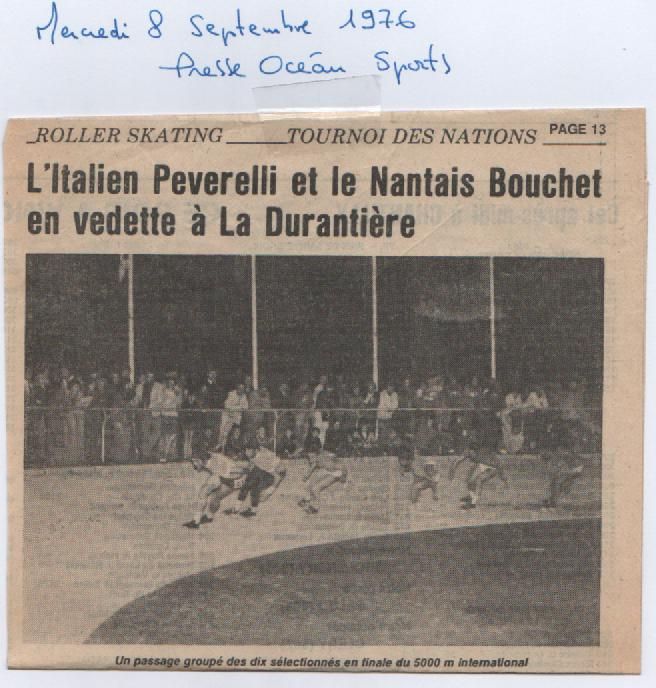 Mercredi 8 Septembre 1976
Presse Océan Sports
ROLLER SKATING TOURNOI DES NATIONS PAGE 13
L'Italien Peverelli et le Nantais Bouchet
en vedette à La Durantière
Un passage groupé des dix sélectionnés en finale du 5000 m international